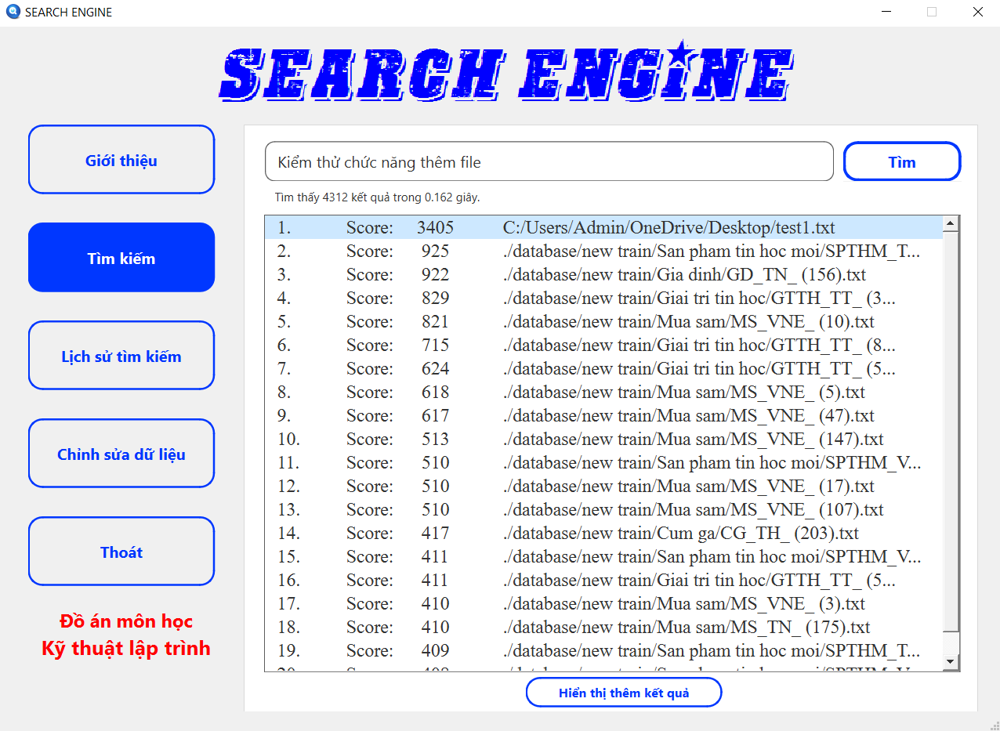 SEARCH ENGINE
SEARCH ENGINE
Giới thiệu
Tìm kiếm
Lịch sử tìm kiếm
Chỉnh sửa dữ liệu
Thoát
Đồ án môn học
Kỹ thuật lập trình
Kiểm thử chức năng thêm file
Tìm
Tìm thấy 4312 kết quả trong 0.162 giây.
1. Score: 3405 C:/Users/Admin/OneDrive/Desktop/test1.txt
2. Score: 925 ./database/new train/San pham tin hoc moi/SPTHM_T...
3. Score: 922 ./database/new train/Gia dinh/GD_TN_ (156).txt
4. Score: 829 ./database/new train/Giai tri tin hoc/GTTH_TT_ (3...
5. Score: 821 ./database/new train/Mua sam/MS_VNE_ (10).txt
6. Score: 715 ./database/new train/Giai tri tin hoc/GTTH_TT_ (8...
7. Score: 624 ./database/new train/Giai tri tin hoc/GTTH_TT_ (5...
8. Score: 618 ./database/new train/Mua sam/MS_VNE_ (5).txt
9. Score: 617 ./database/new train/Mua sam/MS_VNE_ (47).txt
10. Score: 513 ./database/new train/Mua sam/MS_VNE_ (147).txt
11. Score: 510 ./database/new train/San pham tin hoc moi/SPTHM_V...
12. Score: 510 ./database/new train/Mua sam/MS_VNE_ (17).txt
13. Score: 510 ./database/new train/Mua sam/MS_VNE_ (107).txt
14. Score: 417 ./database/new train/Cum ga/CG_TH_ (203).txt
15. Score: 411 ./database/new train/San pham tin hoc moi/SPTHM_V...
16. Score: 411 ./database/new train/Giai tri tin hoc/GTTH_TT_ (5...
17. Score: 410 ./database/new train/Mua sam/MS_VNE_ (3).txt
18. Score: 410 ./database/new train/Mua sam/MS_TN_ (175).txt
19. Score: 409 ./database/new train/San pham tin hoc moi/SPTHM_T...
Hiển thị thêm kết quả